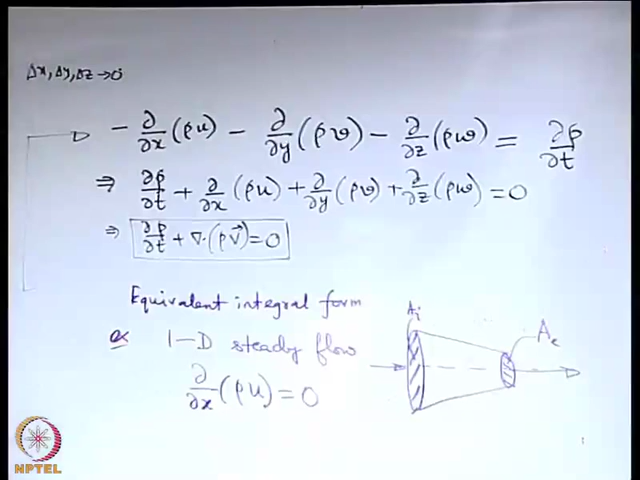 Δx, Δy, Δz → 0
− ∂/∂x (ρu) − ∂/∂y (ρv) − ∂/∂z (ρw) = ∂ρ/∂t
⇒ ∂ρ/∂t + ∂/∂x (ρu) + ∂/∂y (ρv) + ∂/∂z (ρw) = 0
⇒ ∂ρ/∂t + ∇·(ρV⃗) = 0
Equivalent integral form
Ex 1-D steady flow
∂/∂x (ρu) = 0
Ai
Ae
NPTEL